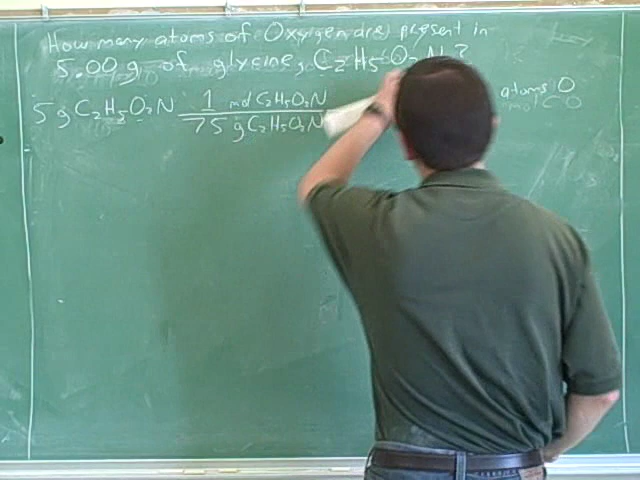 How many atoms of Oxygen are present in
5.00 g of glycine, C₂H₅O₂N ?
5 g C₂H₅O₂N 1 mol C₂H₅O₂N atoms O
75 g C₂H₅O₂N mol O